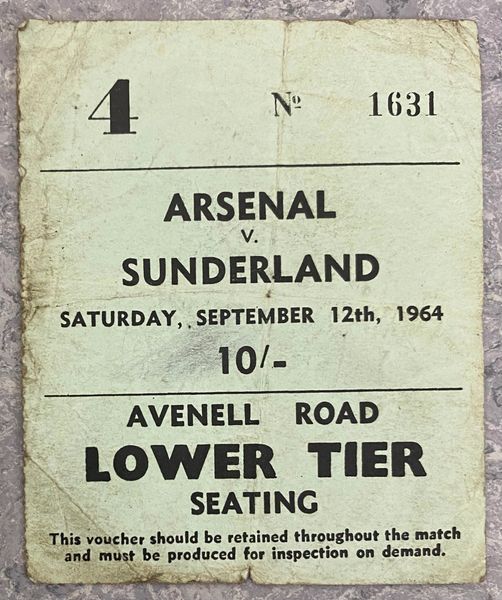 4 Nº 1631
ARSENAL
V.
SUNDERLAND
SATURDAY, SEPTEMBER 12th, 1964
10/-
AVENELL ROAD
LOWER TIER
SEATING
This voucher should be retained throughout the match
and must be produced for inspection on demand.